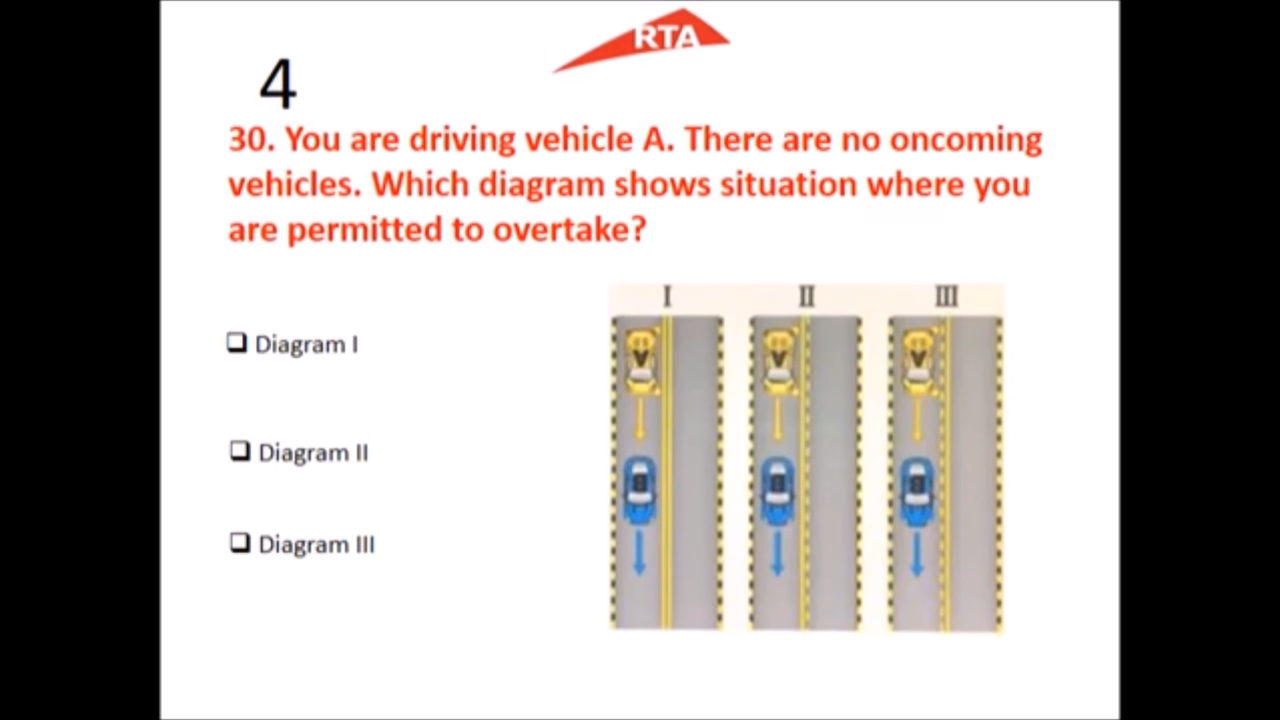 RTA
4
30. You are driving vehicle A. There are no oncoming
vehicles. Which diagram shows situation where you
are permitted to overtake?
I II III
Diagram I
Diagram II
Diagram III
A A A
B B B